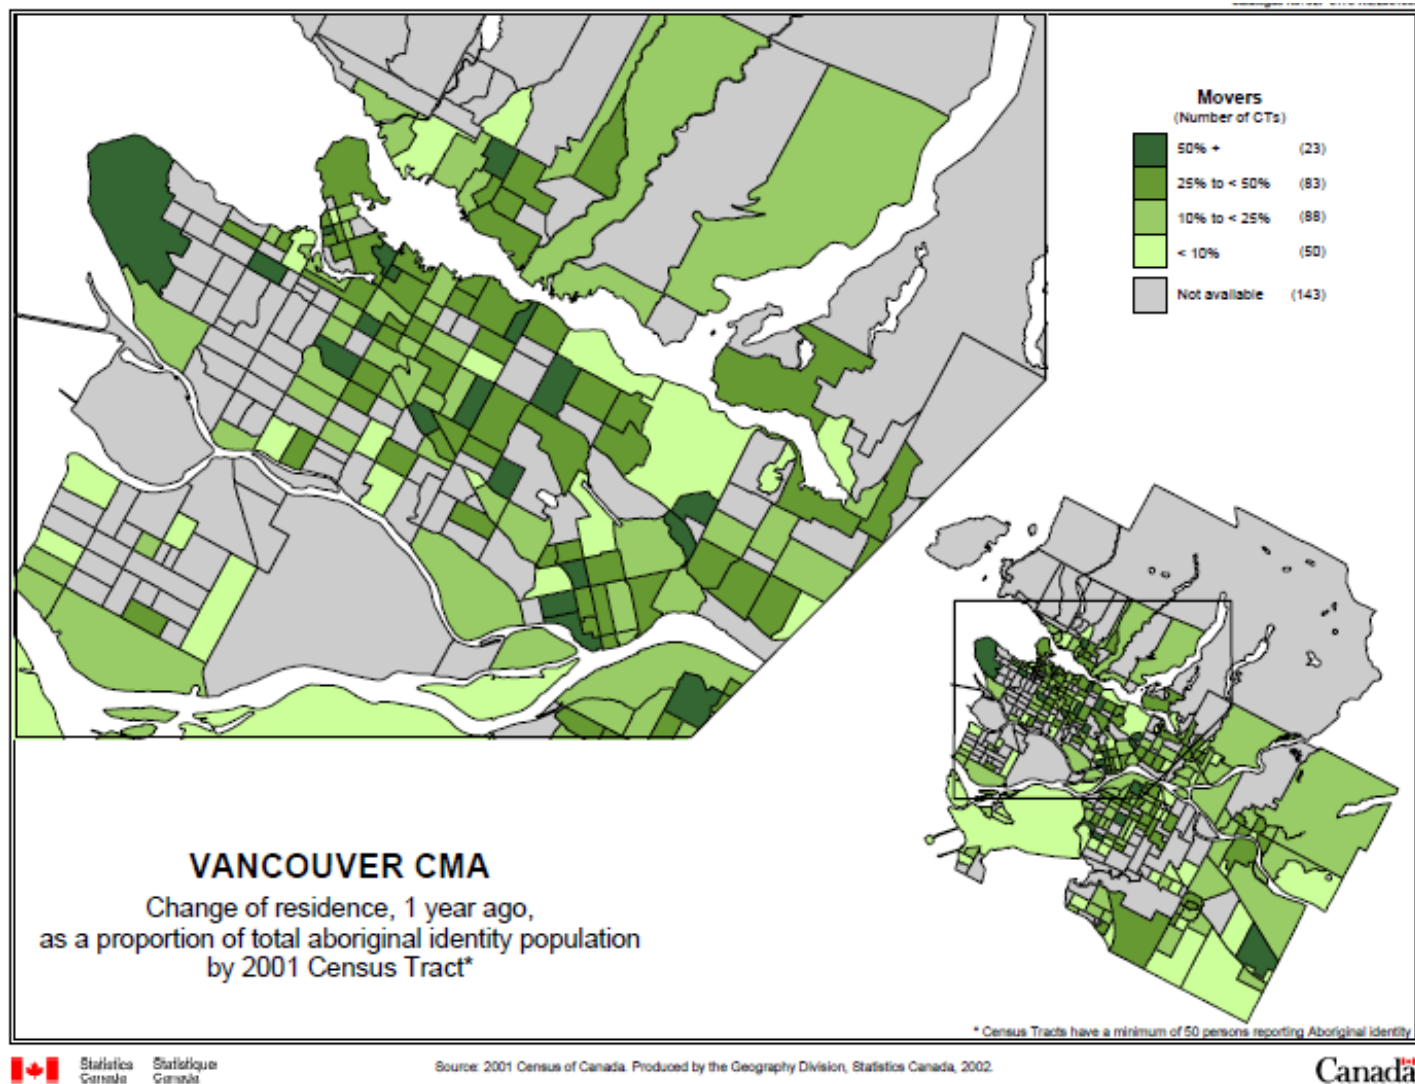 Movers
(Number of CTs)
50% + (23)
25% to < 50% (83)
10% to < 25% (88)
< 10% (50)
Not available (143)
VANCOUVER CMA
Change of residence, 1 year ago,
as a proportion of total aboriginal identity population
by 2001 Census Tract*
* Census Tracts have a minimum of 50 persons reporting Aboriginal identity
Statistics Statistique
Canada Canada
Source: 2001 Census of Canada. Produced by the Geography Division, Statistics Canada, 2002.
Canada